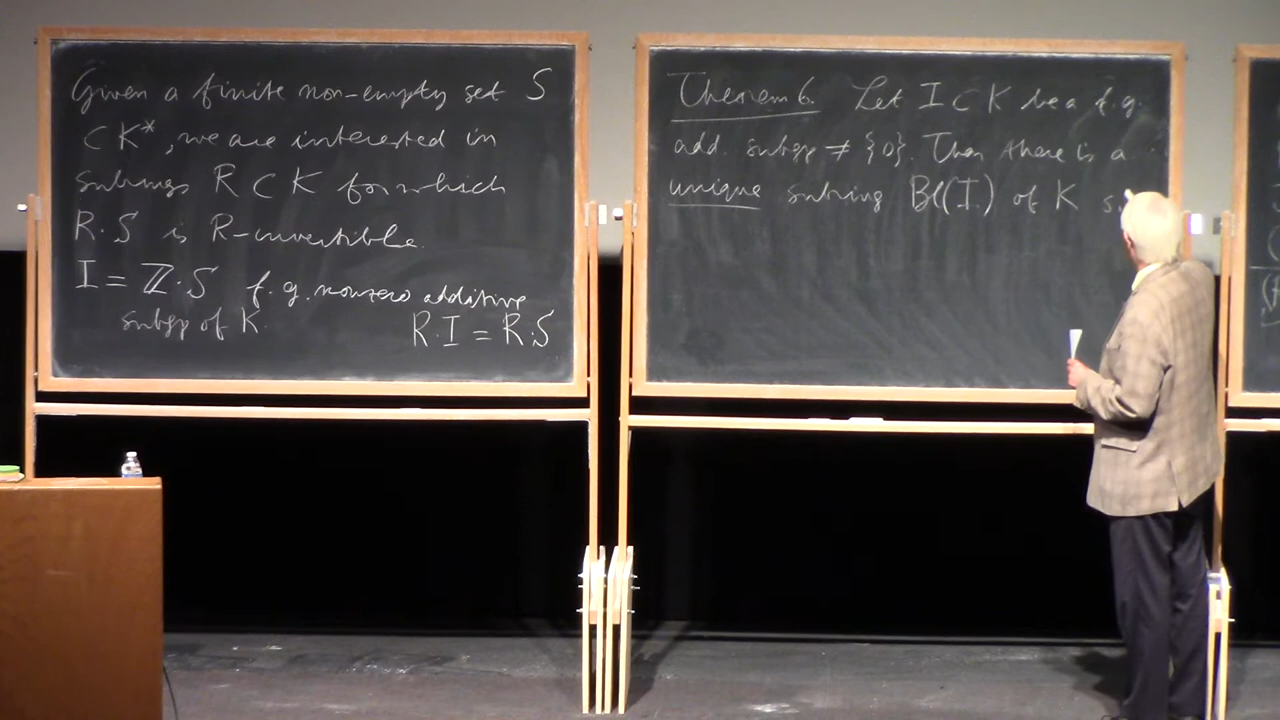 Given a finite non-empty set S
⊂ K*, we are interested in
subrings R ⊂ K for which
R·S is R-invertible.
I = ℤ·S f.g. nonzero additive
subgp of K. R·I = R·S
Theorem 6. Let I ⊂ K be a f.g.
add. subgp ≠ {0}. Then there is a
unique subring Bl(I) of K s